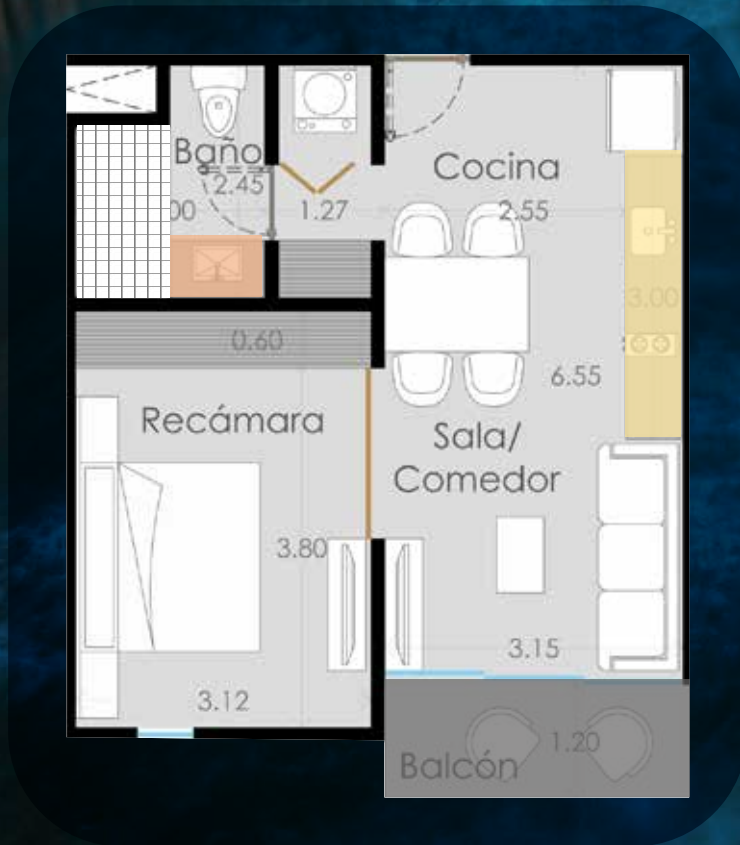 Baño
2.45
00
1.27
Cocina
2.55
3.00
0.60
6.55
Recámara
Sala/
Comedor
3.80
3.15
3.12
1.20
Balcón